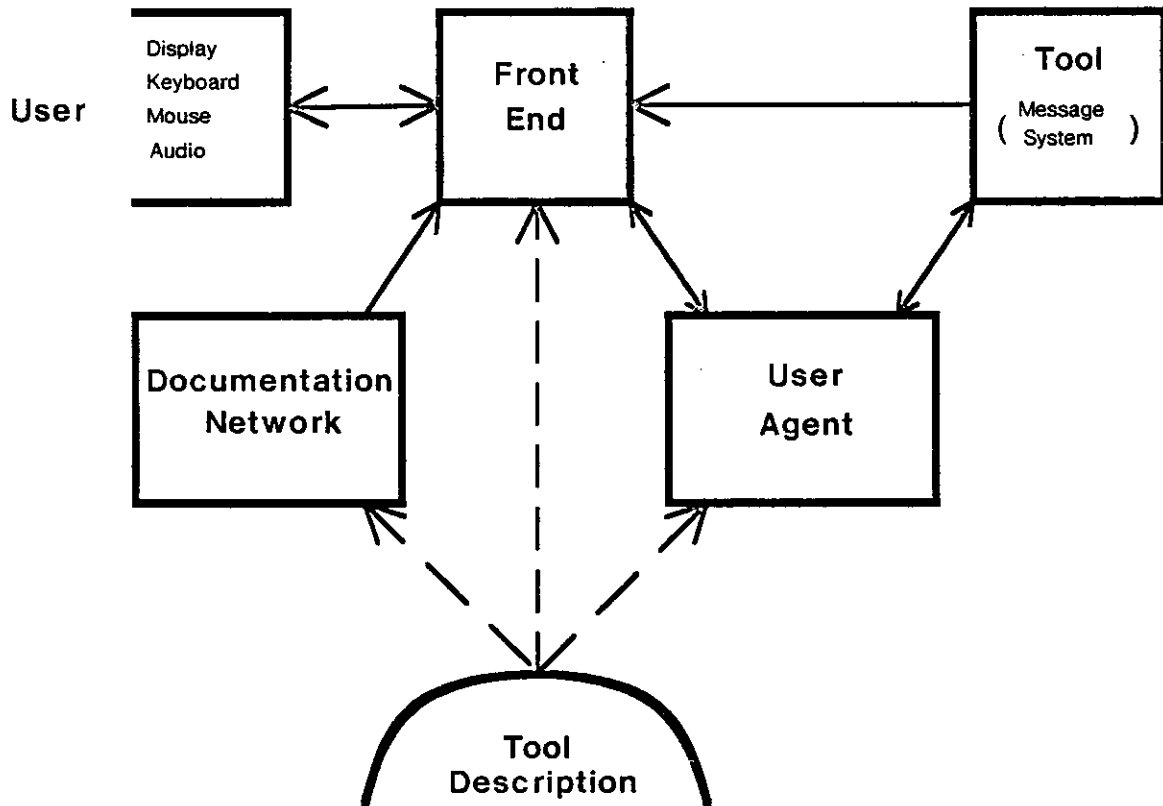 User
Display
Keyboard
Mouse
Audio
Front
End
Tool
( Message
System )
Documentation
Network
User
Agent
Tool
Description